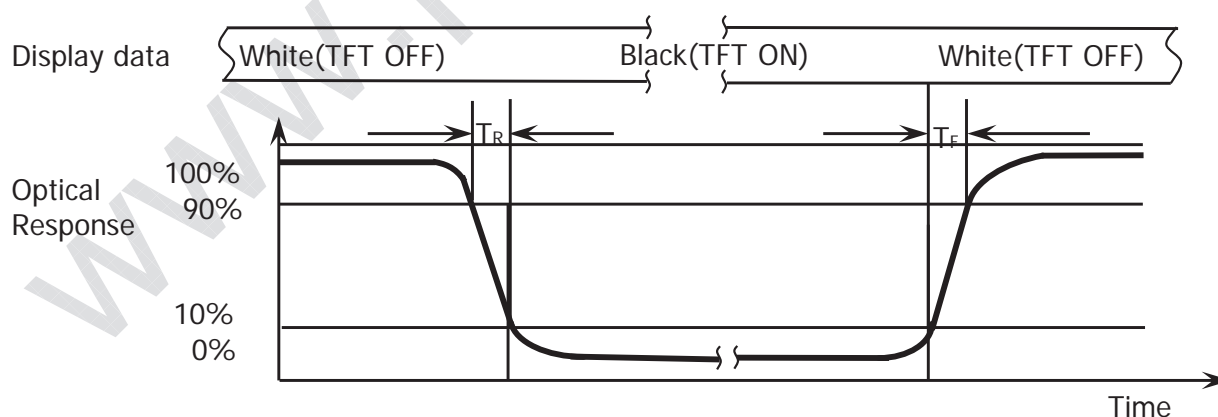 Display data White(TFT OFF) Black(TFT ON) White(TFT OFF)
TR TF
100%
Optical
Response
90%
10%
0%
Time
www.